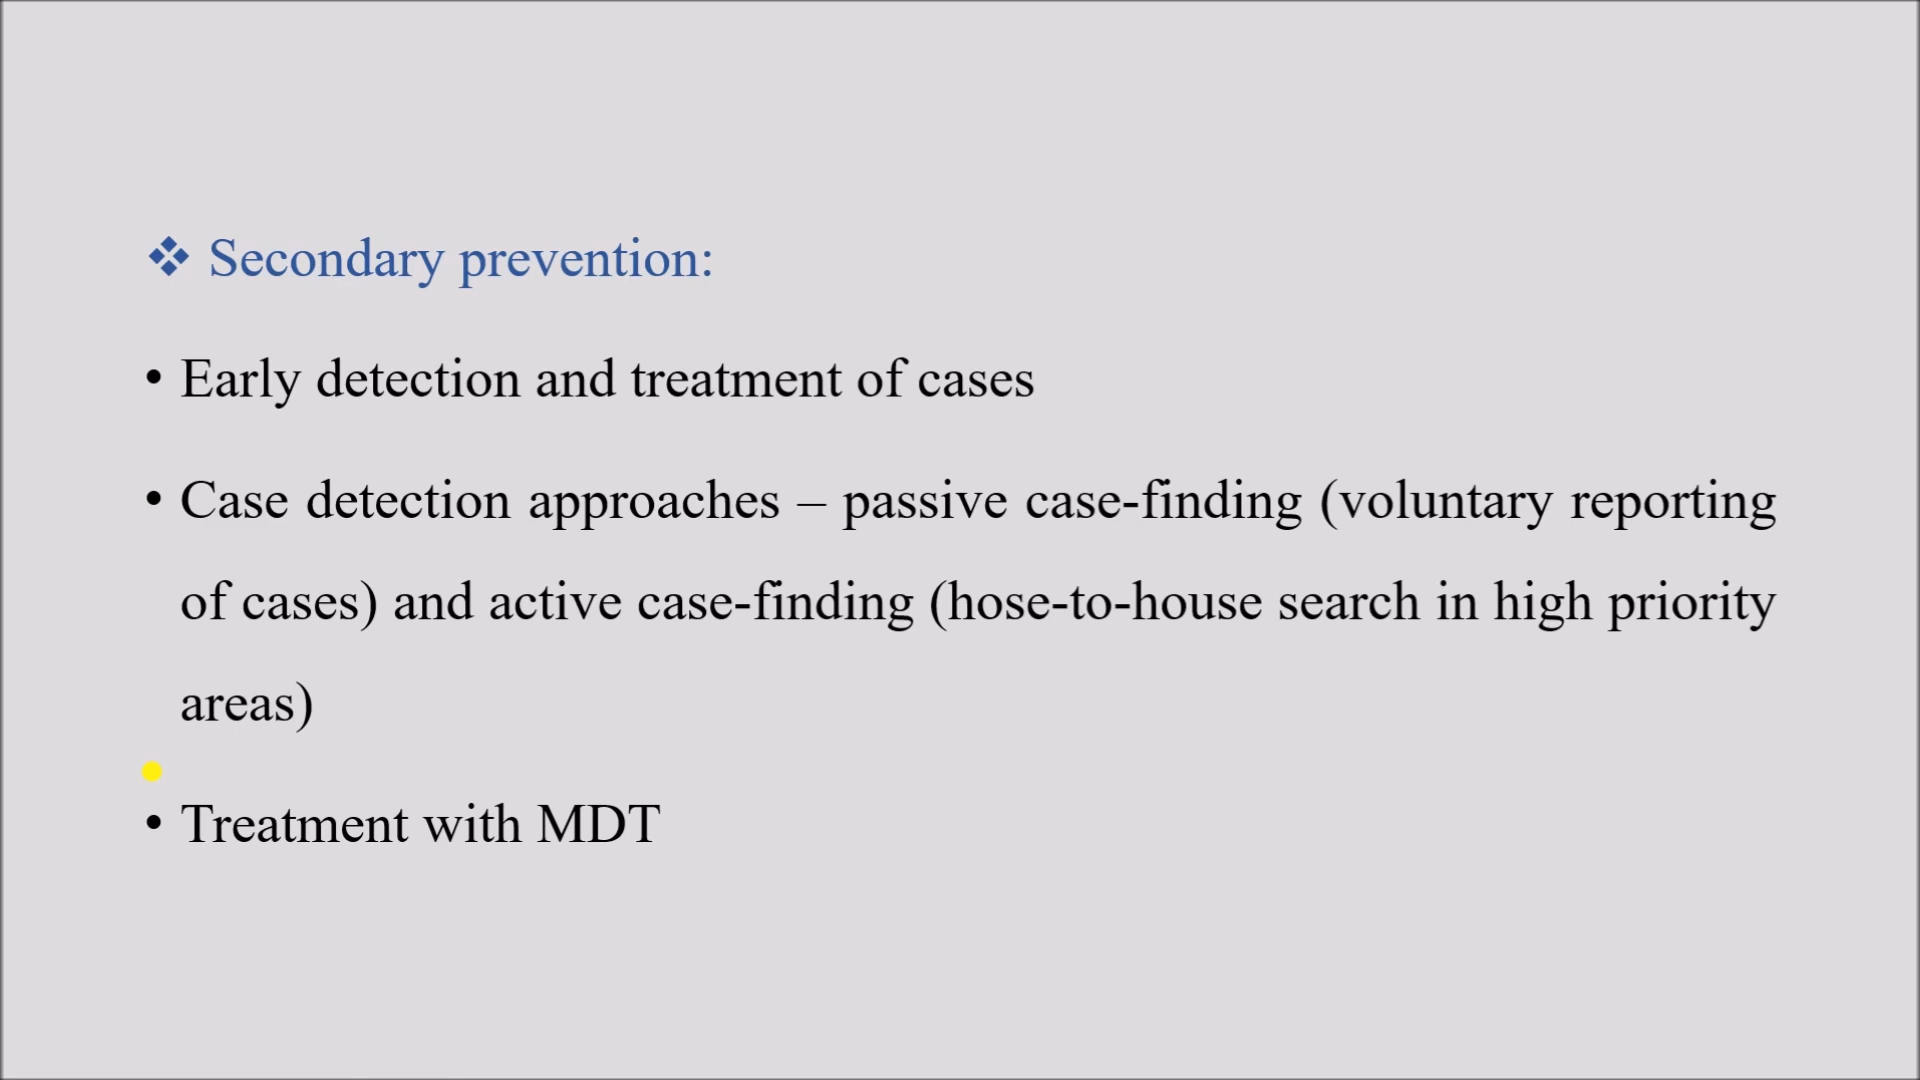 ❖ Secondary prevention:
• Early detection and treatment of cases
• Case detection approaches – passive case-finding (voluntary reporting
of cases) and active case-finding (hose-to-house search in high priority
areas)
• Treatment with MDT